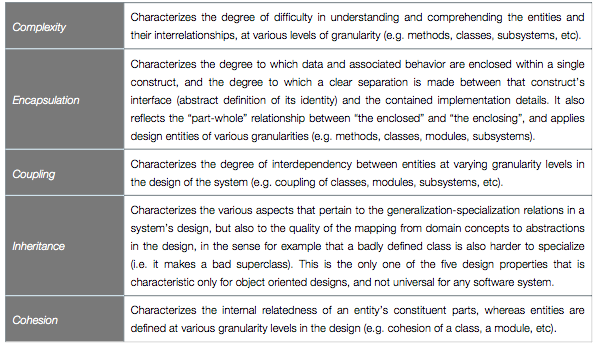 Complexity
Characterizes the degree of difficulty in understanding and comprehending the entities and
their interrelationships, at various levels of granularity (e.g. methods, classes, subsystems, etc).
Encapsulation
Characterizes the degree to which data and associated behavior are enclosed within a single
construct, and the degree to which a clear separation is made between that construct's
interface (abstract definition of its identity) and the contained implementation details. It also
reflects the "part-whole" relationship between "the enclosed" and "the enclosing", and applies
design entities of various granularities (e.g. methods, classes, modules, subsystems).
Coupling
Characterizes the degree of interdependency between entities at varying granularity levels in
the design of the system (e.g. coupling of classes, modules, subsystems, etc).
Inheritance
Characterizes the various aspects that pertain to the generalization-specialization relations in a
system's design, but also to the quality of the mapping from domain concepts to abstractions
in the design, in the sense for example that a badly defined class is also harder to specialize
(i.e. it makes a bad superclass). This is the only one of the five design properties that is
characteristic only for object oriented designs, and not universal for any software system.
Cohesion
Characterizes the internal relatedness of an entity's constituent parts, whereas entities are
defined at various granularity levels in the design (e.g. cohesion of a class, a module, etc).